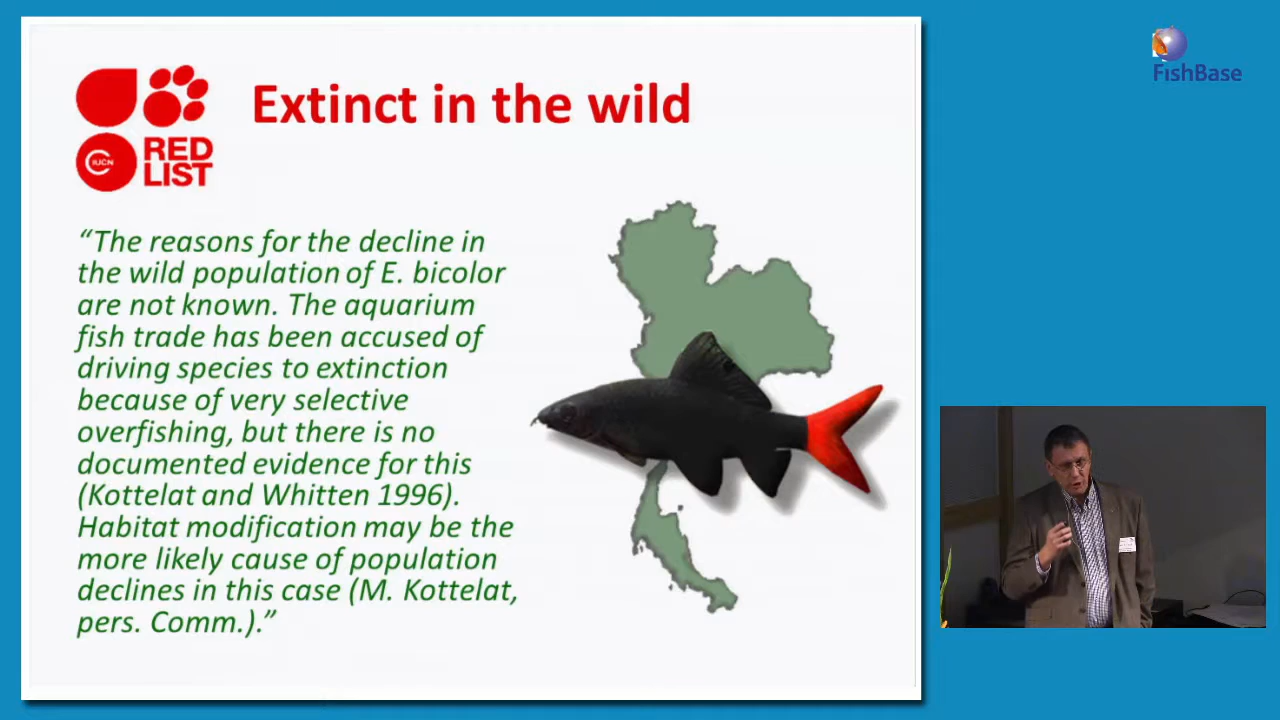 Extinct in the wild
IUCN
RED
LIST
“The reasons for the decline in
the wild population of E. bicolor
are not known. The aquarium
fish trade has been accused of
driving species to extinction
because of very selective
overfishing, but there is no
documented evidence for this
(Kottelat and Whitten 1996).
Habitat modification may be the
more likely cause of population
declines in this case (M. Kottelat,
pers. Comm.).”
FishBase